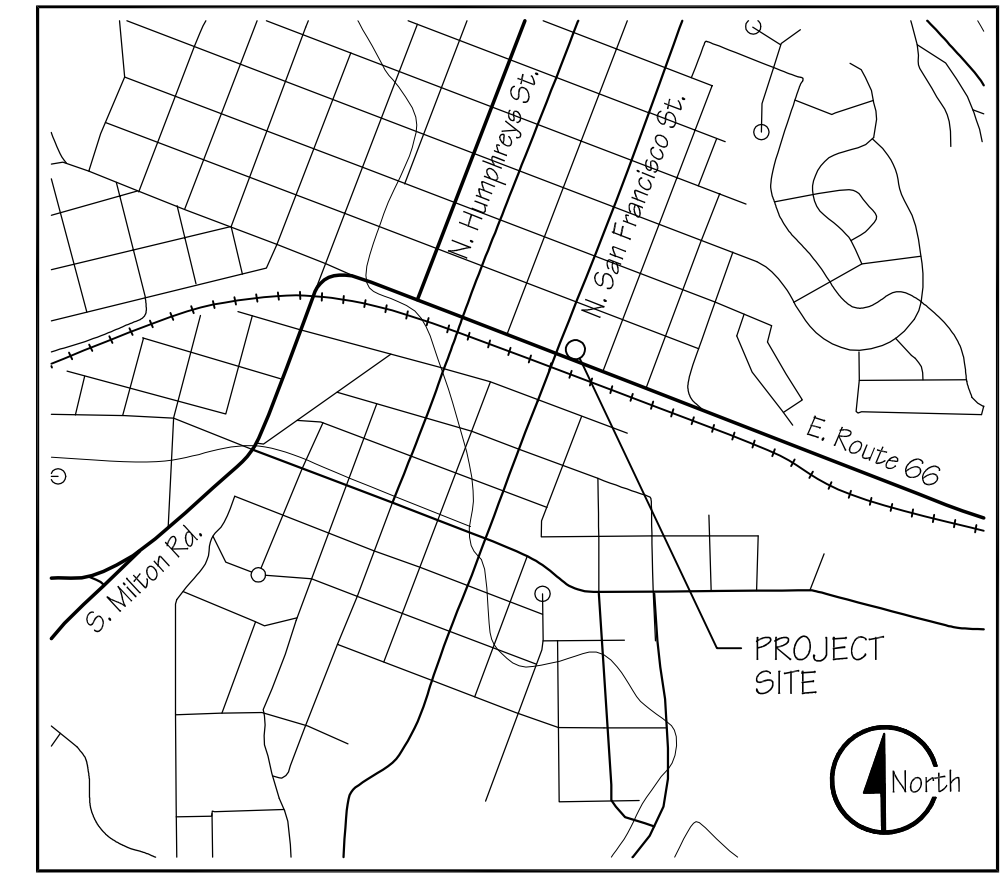 N. Humphreys St.
N. San Francisco St.
E. Route 66
S. Milton Rd.
PROJECT
SITE
North